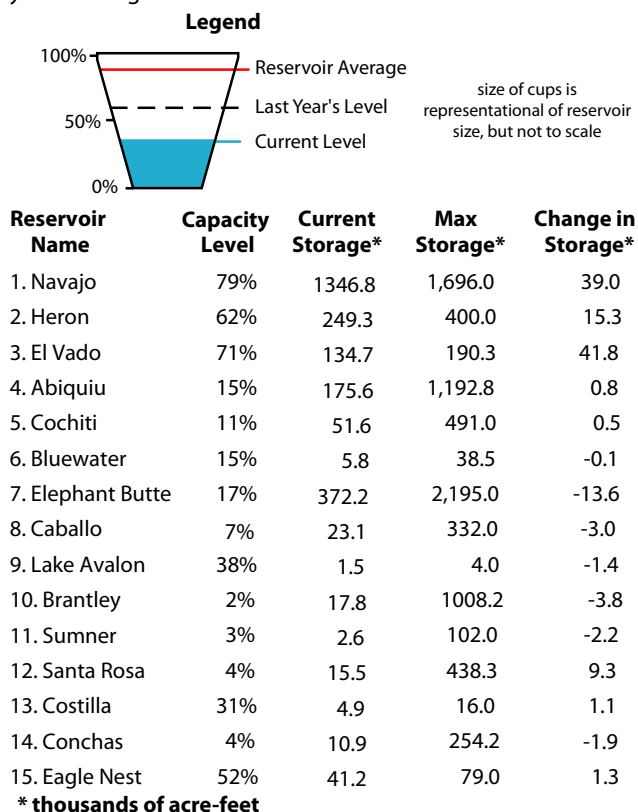 Legend
100%
Reservoir Average
Last Year's Level
50%
Current Level
0%
size of cups is
representational of reservoir
size, but not to scale
Reservoir Name Capacity Level Current Storage* Max Storage* Change in Storage*
1. Navajo 79% 1346.8 1,696.0 39.0
2. Heron 62% 249.3 400.0 15.3
3. El Vado 71% 134.7 190.3 41.8
4. Abiquiu 15% 175.6 1,192.8 0.8
5. Cochiti 11% 51.6 491.0 0.5
6. Bluewater 15% 5.8 38.5 -0.1
7. Elephant Butte 17% 372.2 2,195.0 -13.6
8. Caballo 7% 23.1 332.0 -3.0
9. Lake Avalon 38% 1.5 4.0 -1.4
10. Brantley 2% 17.8 1008.2 -3.8
11. Sumner 3% 2.6 102.0 -2.2
12. Santa Rosa 4% 15.5 438.3 9.3
13. Costilla 31% 4.9 16.0 1.1
14. Conchas 4% 10.9 254.2 -1.9
15. Eagle Nest 52% 41.2 79.0 1.3
* thousands of acre-feet